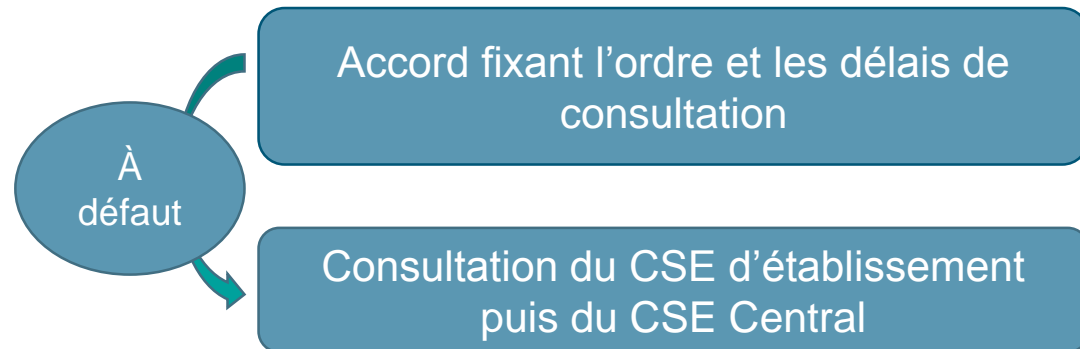 Accord fixant l’ordre et les délais de
consultation
À
défaut
Consultation du CSE d’établissement
puis du CSE Central